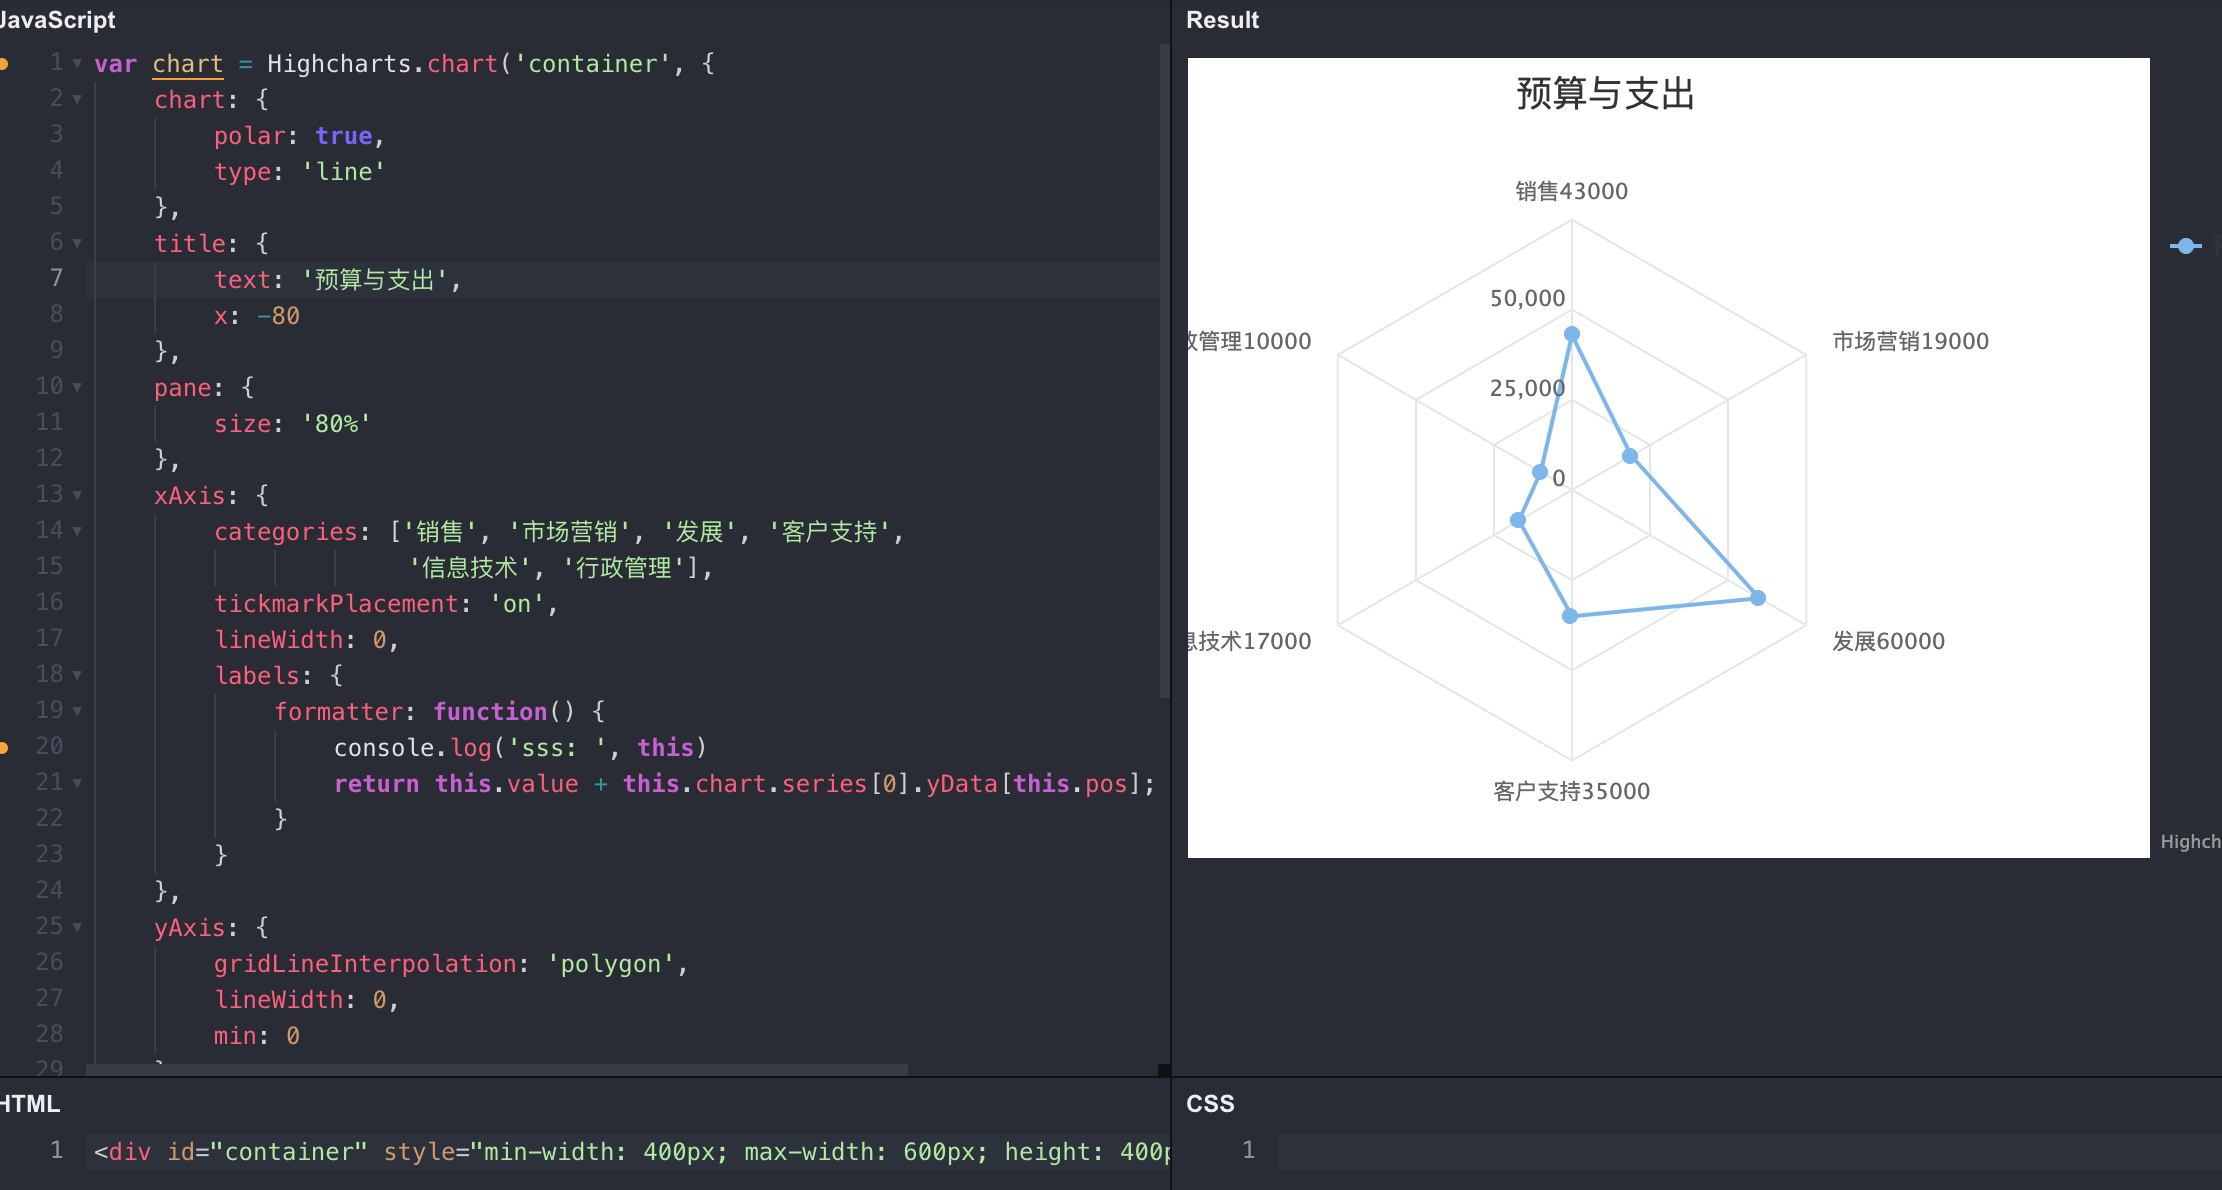 JavaScript
1 var chart = Highcharts.chart('container', {
2 chart: {
3 polar: true,
4 type: 'line'
5 },
6 title: {
7 text: '预算与支出',
8 x: -80
9 },
10 pane: {
11 size: '80%'
12 },
13 xAxis: {
14 categories: ['销售', '市场营销', '发展', '客户支持',
15 '信息技术', '行政管理'],
16 tickmarkPlacement: 'on',
17 lineWidth: 0,
18 labels: {
19 formatter: function() {
20 console.log('sss: ', this)
21 return this.value + this.chart.series[0].yData[this.pos];
22 }
23 }
24 },
25 yAxis: {
26 gridLineInterpolation: 'polygon',
27 lineWidth: 0,
28 min: 0
29
HTML
1 <div id="container" style="min-width: 400px; max-width: 600px; height: 400p
Result
预算与支出
销售43000
50,000
政管理10000
市场营销19000
25,000
0
息技术17000
发展60000
客户支持35000
Highch
CSS
1